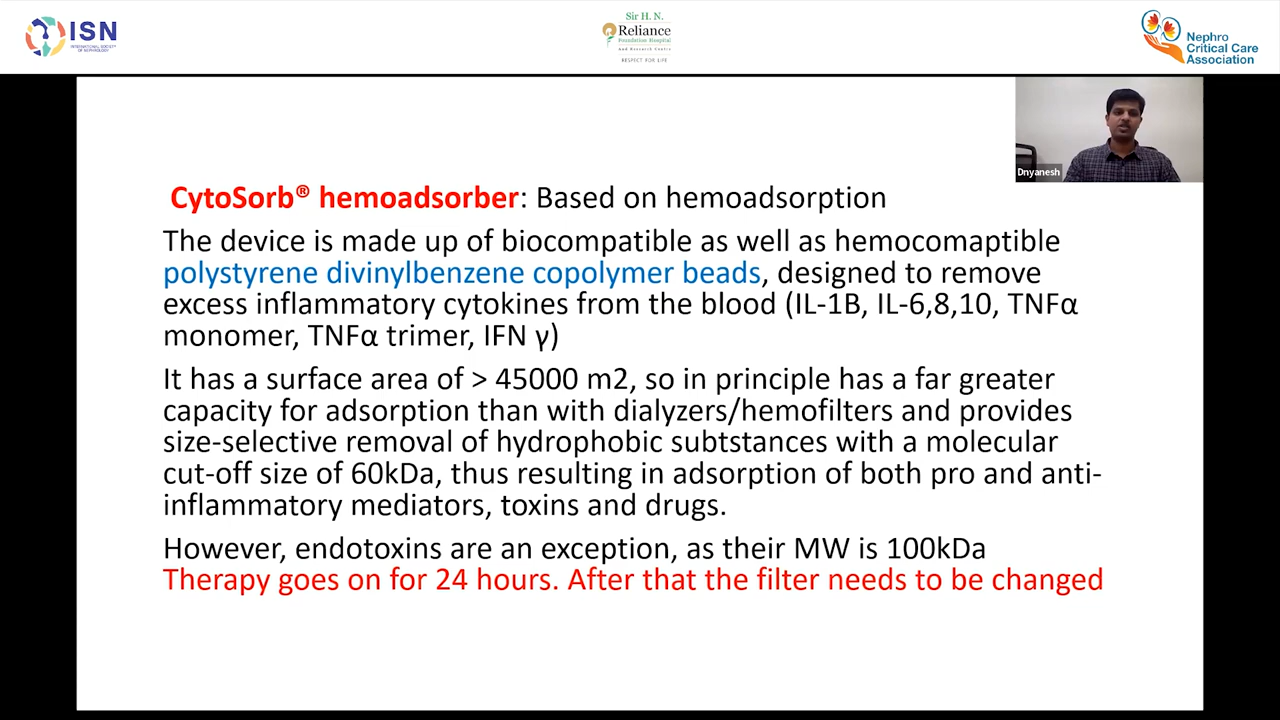 ISN
INTERNATIONAL SOCIETY
OF NEPHROLOGY
Sir H. N.
Reliance
Foundation Hospital
And Research Centre
RESPECT FOR LIFE
Nephro
Critical Care
Association
Dnyanesh
CytoSorb® hemoadsorber: Based on hemoadsorption
The device is made up of biocompatible as well as hemocomaptible
polystyrene divinylbenzene copolymer beads, designed to remove
excess inflammatory cytokines from the blood (IL-1B, IL-6,8,10, TNFα
monomer, TNFα trimer, IFN γ)
It has a surface area of > 45000 m2, so in principle has a far greater
capacity for adsorption than with dialyzers/hemofilters and provides
size-selective removal of hydrophobic subtstances with a molecular
cut-off size of 60kDa, thus resulting in adsorption of both pro and anti-
inflammatory mediators, toxins and drugs.
However, endotoxins are an exception, as their MW is 100kDa
Therapy goes on for 24 hours. After that the filter needs to be changed